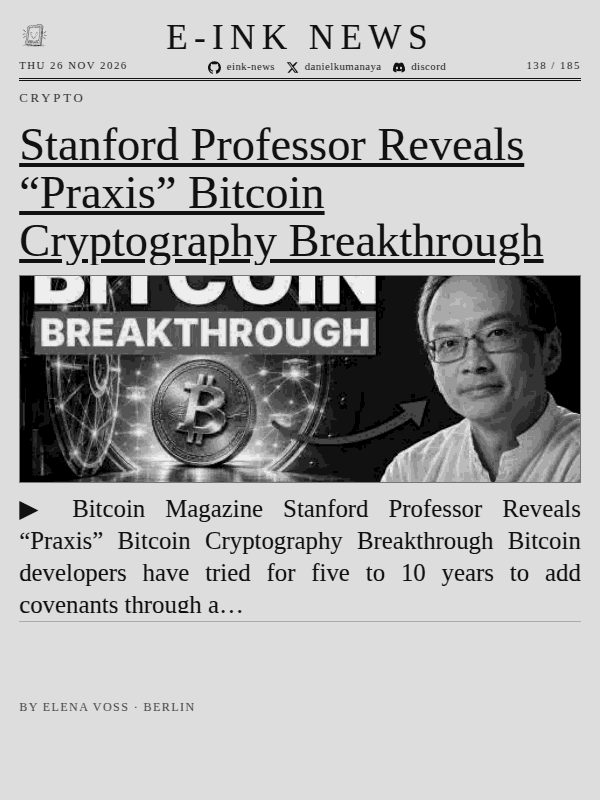 E-INK NEWS
THU 26 NOV 2026
eink-news danielkumanaya discord
138 / 185
CRYPTO
Stanford Professor Reveals
“Praxis” Bitcoin
Cryptography Breakthrough
BITCOIN
BREAKTHROUGH
▶ Bitcoin Magazine Stanford Professor Reveals
“Praxis” Bitcoin Cryptography Breakthrough Bitcoin
developers have tried for five to 10 years to add
covenants through a…
BY ELENA VOSS · BERLIN